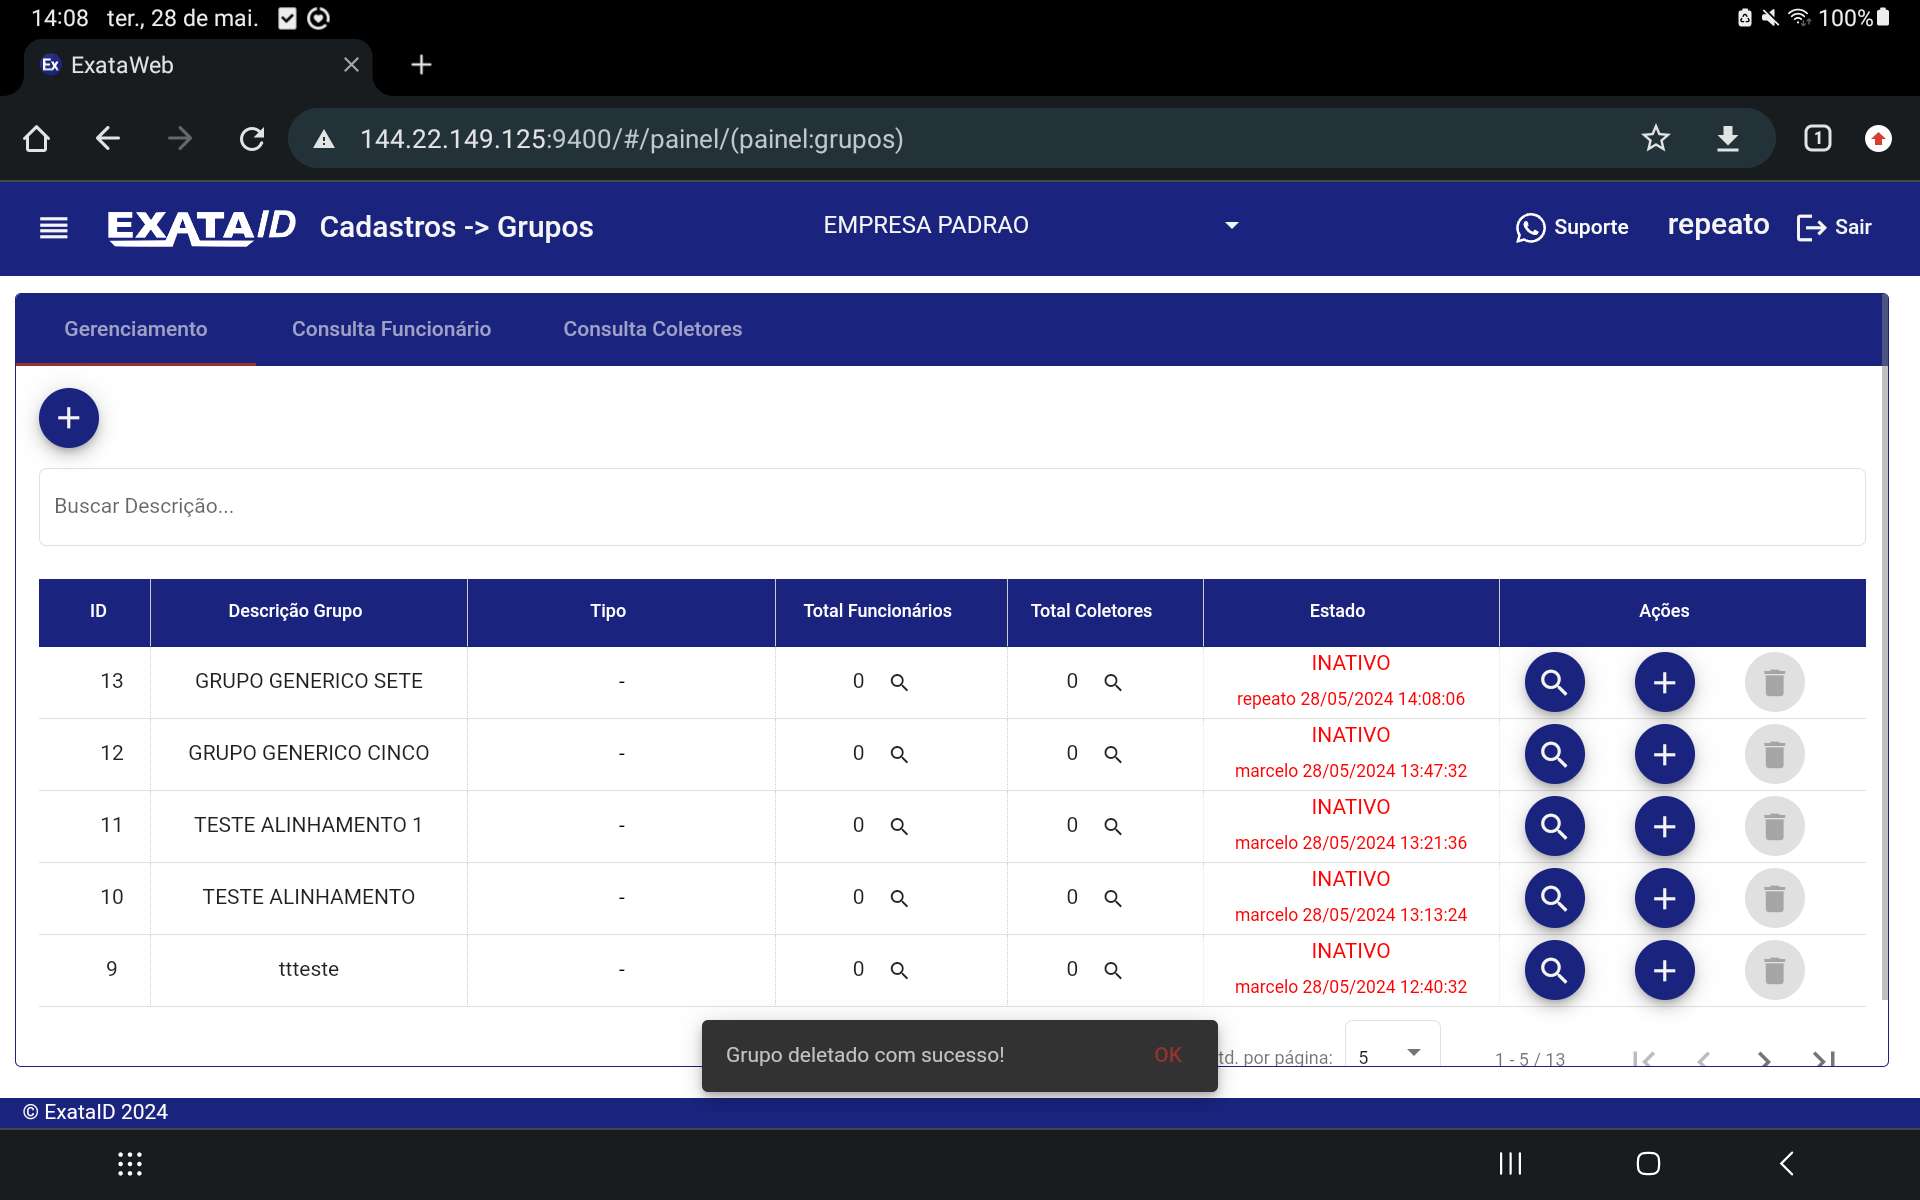 14:08 ter., 28 de mai. 100%
Ex ExataWeb
144.22.149.125:9400/#/painel/(painel:grupos) 1
EXATAID Cadastros -> Grupos EMPRESA PADRAO Suporte repeato Sair
Gerenciamento Consulta Funcionário Consulta Coletores
Buscar Descrição...
ID Descrição Grupo Tipo Total Funcionários Total Coletores Estado Ações
13 GRUPO GENERICO SETE - 0 0 INATIVO
repeato 28/05/2024 14:08:06
12 GRUPO GENERICO CINCO - 0 0 INATIVO
marcelo 28/05/2024 13:47:32
11 TESTE ALINHAMENTO 1 - 0 0 INATIVO
marcelo 28/05/2024 13:21:36
10 TESTE ALINHAMENTO - 0 0 INATIVO
marcelo 28/05/2024 13:13:24
9 ttteste - 0 0 INATIVO
marcelo 28/05/2024 12:40:32
Grupo deletado com sucesso! OK td. por página: 5 1 - 5 / 13
© ExataID 2024